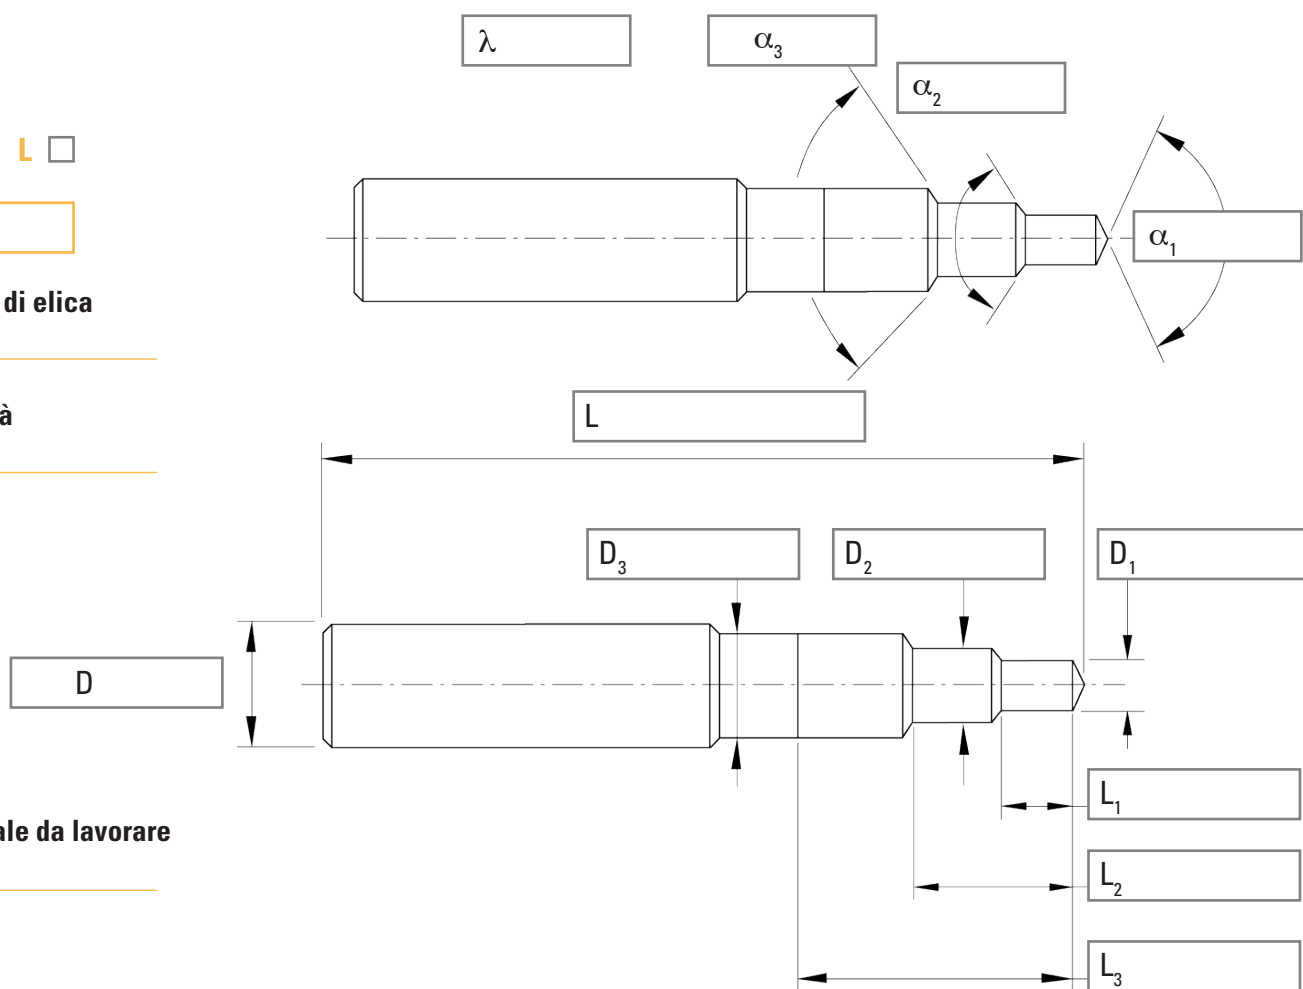 λ
α₃
α₂
L
α₁
di elica
à
L
D₃
D₂
D₁
D
L₁
ale da lavorare
L₂
L₃